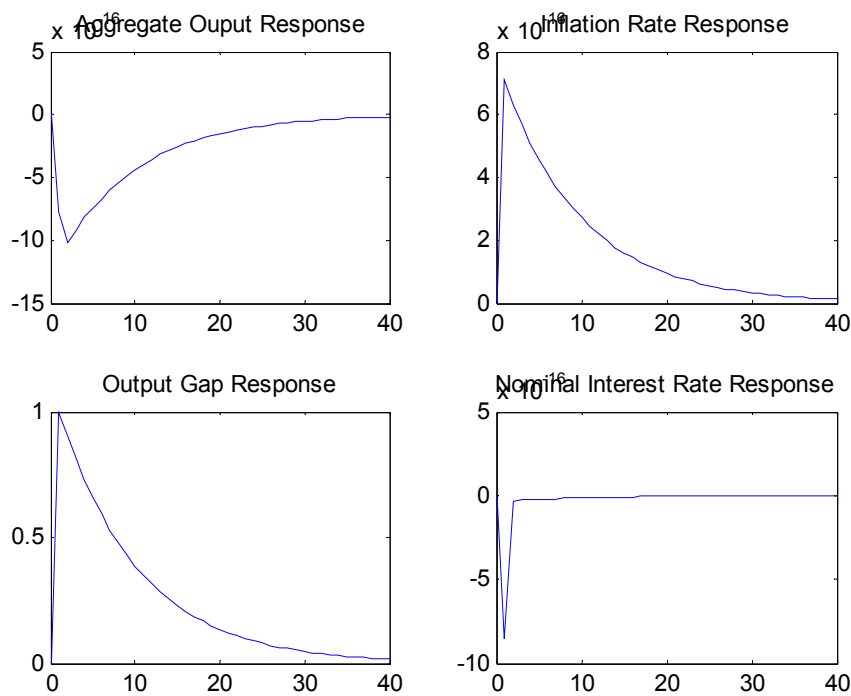 Aggregate Ouput Response
x 10^-16
5
0
-5
-10
-15
0 10 20 30 40
Inflation Rate Response
x 10^-16
8
6
4
2
0
0 10 20 30 40
Output Gap Response
1
0.5
0
0 10 20 30 40
Nominal Interest Rate Response
x 10^-16
5
0
-5
-10
0 10 20 30 40